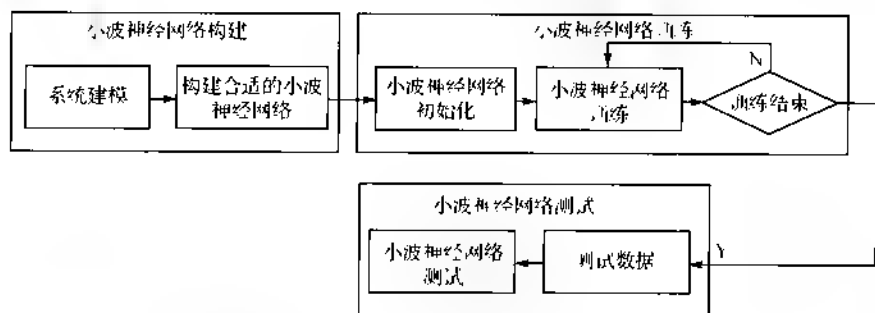 小波神经网络构建
系统建模
构建合适的小波
神经网络
小波神经网络训练
小波神经网络
初始化
小波神经网络
训练
训练结束
N
Y
小波神经网络测试
小波神经网络
测试
测试数据